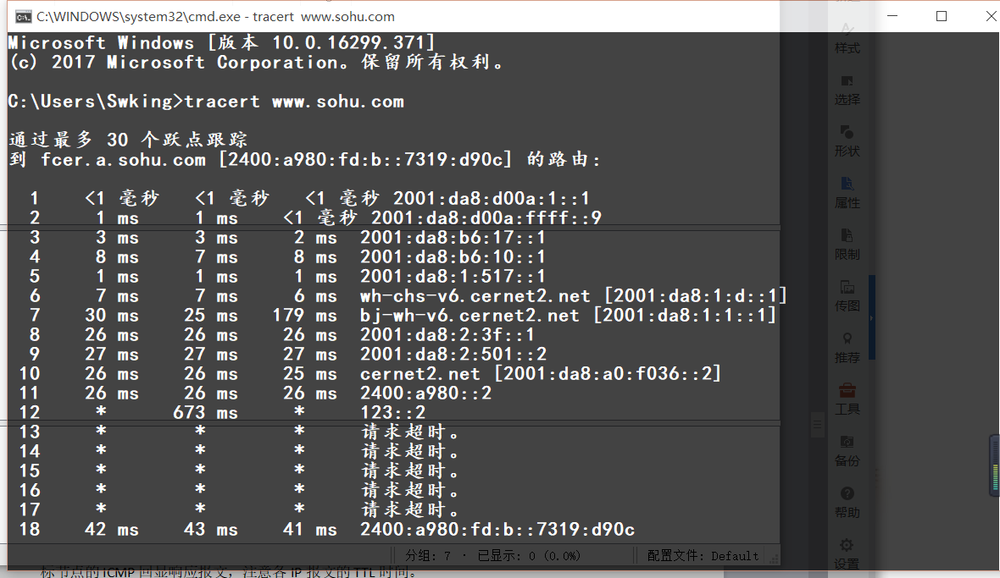 C:\WINDOWS\system32\cmd.exe - tracert  www.sohu.com
Microsoft Windows [版本 10.0.16299.371]
(c) 2017 Microsoft Corporation。保留所有权利。
C:\Users\Swking>tracert www.sohu.com
通过最多 30 个跃点跟踪
到 fcer.a.sohu.com [2400:a980:fd:b::7319:d90c] 的路由:
1 <1 毫秒 <1 毫秒 <1 毫秒 2001:da8:d00a:1::1
2 1 ms 1 ms <1 毫秒 2001:da8:d00a:ffff::9
3 3 ms 3 ms 2 ms 2001:da8:b6:17::1
4 8 ms 7 ms 8 ms 2001:da8:b6:10::1
5 1 ms 1 ms 1 ms 2001:da8:1:517::1
6 7 ms 7 ms 6 ms wh-chs-v6.cernet2.net [2001:da8:1:d::1]
7 30 ms 25 ms 179 ms bj-wh-v6.cernet2.net [2001:da8:1:1::1]
8 26 ms 26 ms 26 ms 2001:da8:2:3f::1
9 27 ms 27 ms 27 ms 2001:da8:2:501::2
10 26 ms 26 ms 25 ms cernet2.net [2001:da8:a0:f036::2]
11 26 ms 26 ms 26 ms 2400:a980::2
12 * 673 ms * 123::2
13 * * * 请求超时。
14 * * * 请求超时。
15 * * * 请求超时。
16 * * * 请求超时。
17 * * * 请求超时。
18 42 ms 43 ms 41 ms 2400:a980:fd:b::7319:d90c
分组: 7 · 已显示: 0 (0.0%)
配置文件: Default
标节点的 ICMP 回显响应报文，注意各 IP 报文的 TTL 时间。
样式
选择
形状
属性
限制
传图
推荐
工具
备份
帮助
设置